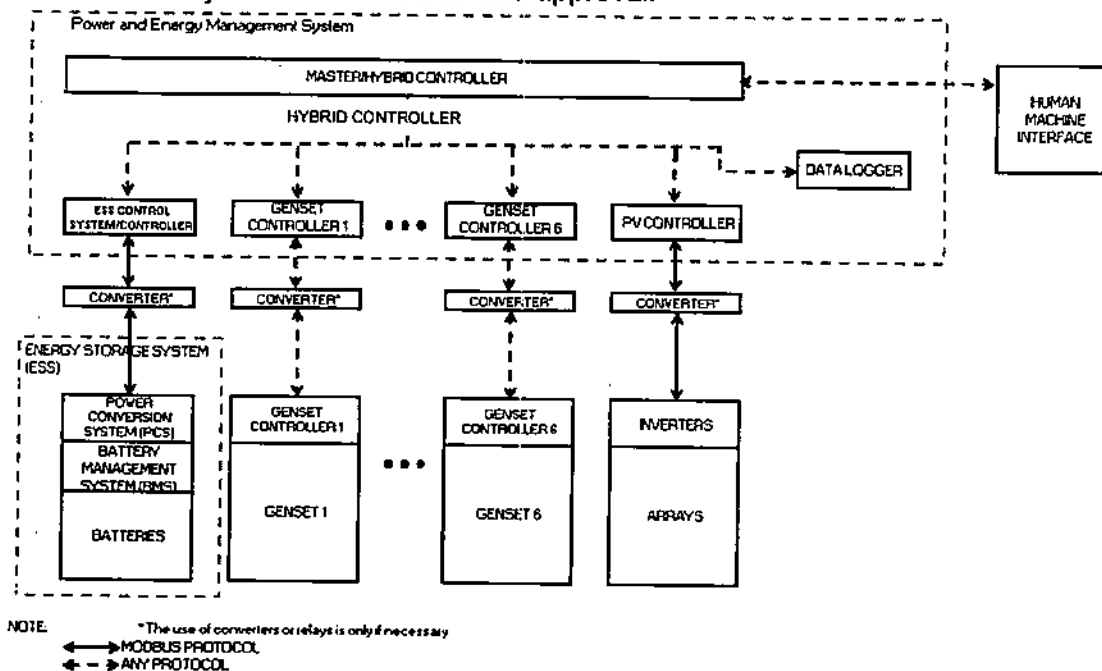 Power and Energy Management System
MASTER/HYBRID CONTROLLER
HUMAN
MACHINE
INTERFACE
HYBRID CONTROLLER
DATA LOGGER
ESS CONTROL
SYSTEM/CONTROLLER
GENSET
CONTROLLER 1
GENSET
CONTROLLER 6
PV CONTROLLER
CONVERTER*
CONVERTER*
CONVERTER*
CONVERTER*
ENERGY STORAGE SYSTEM
(ESS)
POWER
CONVERSION
SYSTEM (PCS)
BATTERY
MANAGEMENT
SYSTEM (BMS)
BATTERIES
GENSET
CONTROLLER 1
GENSET 1
GENSET
CONTROLLER 6
GENSET 6
INVERTERS
ARRAYS
NOTE:
*The use of converters or relays is only if necessary
MODBUS PROTOCOL
ANY PROTOCOL